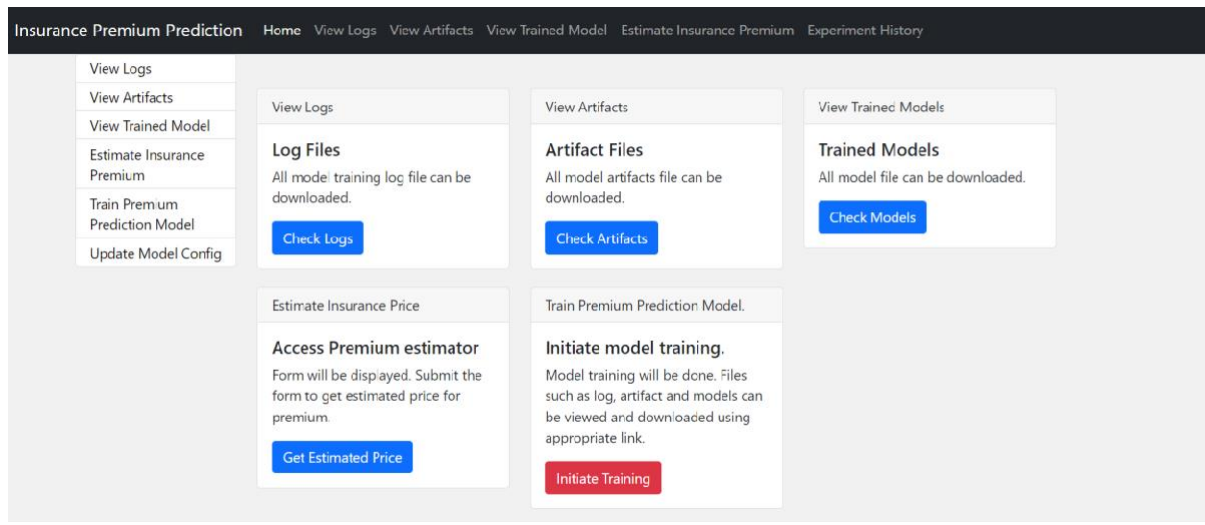 Insurance Premium Prediction Home View Logs View Artifacts View Trained Model Estimate Insurance Premium Experiment History
View Logs
View Artifacts
View Trained Model
Estimate Insurance
Premium
Train Premium
Prediction Model
Update Model Config
View Logs
Log Files
All model training log file can be
downloaded.
Check Logs
View Artifacts
Artifact Files
All model artifacts file can be
downloaded.
Check Artifacts
View Trained Models
Trained Models
All model file can be downloaded.
Check Models
Estimate Insurance Price
Access Premium estimator
Form will be displayed. Submit the
form to get estimated price for
premium.
Get Estimated Price
Train Premium Prediction Model.
Initiate model training.
Model training will be done. Files
such as log, artifact and models can
be viewed and downloaded using
appropriate link.
Initiate Training